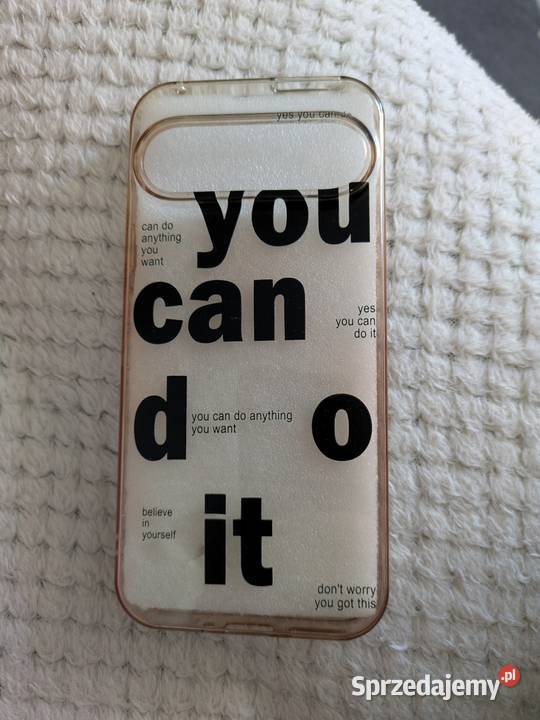 yes you can do
you
can do
anything
you
want
can
yes
you can
do it
d o
you can do anything
you want
believe
in
yourself
it
don't worry
you got this
Sprzedajemy.pl